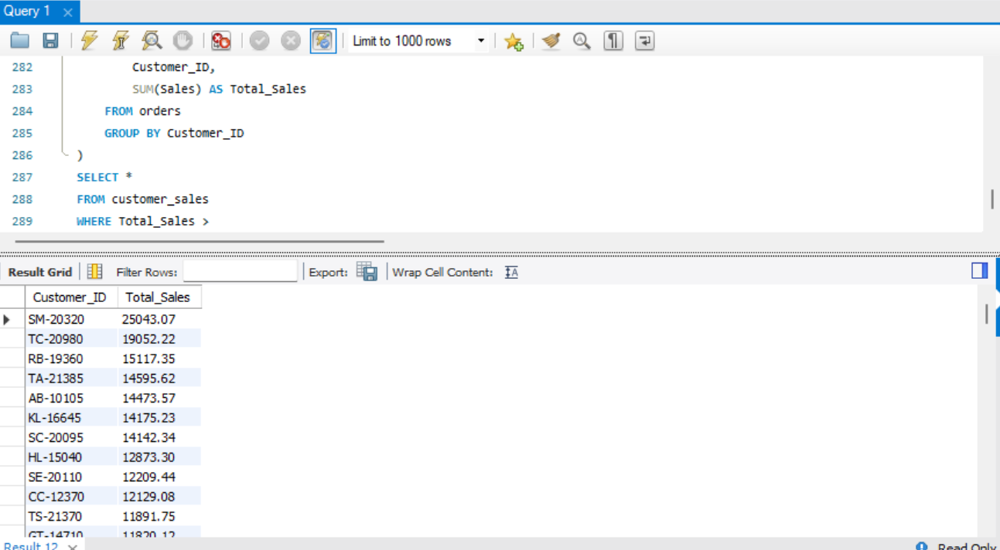 Query 1
Limit to 1000 rows
282 Customer_ID,
283 SUM(Sales) AS Total_Sales
284 FROM orders
285 GROUP BY Customer_ID
286 )
287 SELECT *
288 FROM customer_sales
289 WHERE Total_Sales >
Result Grid Filter Rows: Export: Wrap Cell Content:
Customer_ID Total_Sales
SM-20320 25043.07
TC-20980 19052.22
RB-19360 15117.35
TA-21385 14595.62
AB-10105 14473.57
KL-16645 14175.23
SC-20095 14142.34
HL-15040 12873.30
SE-20110 12209.44
CC-12370 12129.08
TS-21370 11891.75
GT-14710 11820.12
Result 12 Read Only